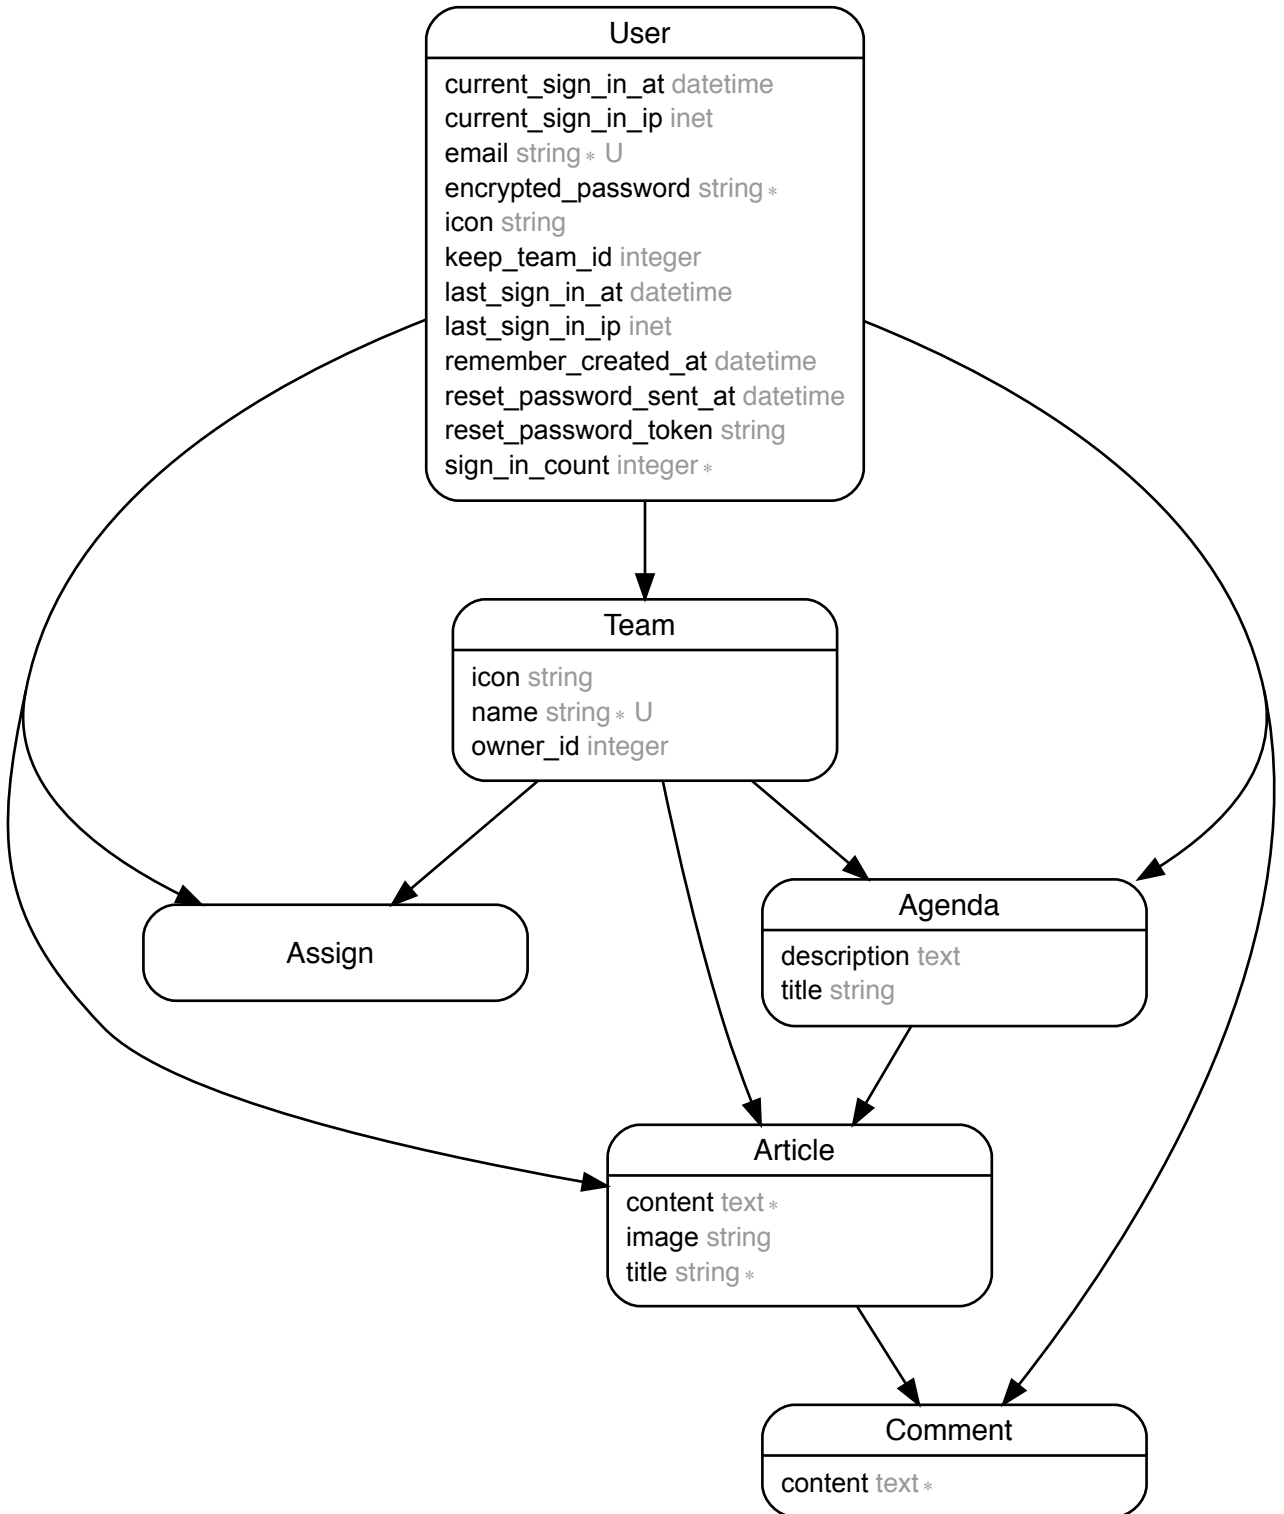 User
current_sign_in_at datetime
current_sign_in_ip inet
email string * U
encrypted_password string *
icon string
keep_team_id integer
last_sign_in_at datetime
last_sign_in_ip inet
remember_created_at datetime
reset_password_sent_at datetime
reset_password_token string
sign_in_count integer *
Team
icon string
name string * U
owner_id integer
Assign
Agenda
description text
title string
Article
content text *
image string
title string *
Comment
content text *